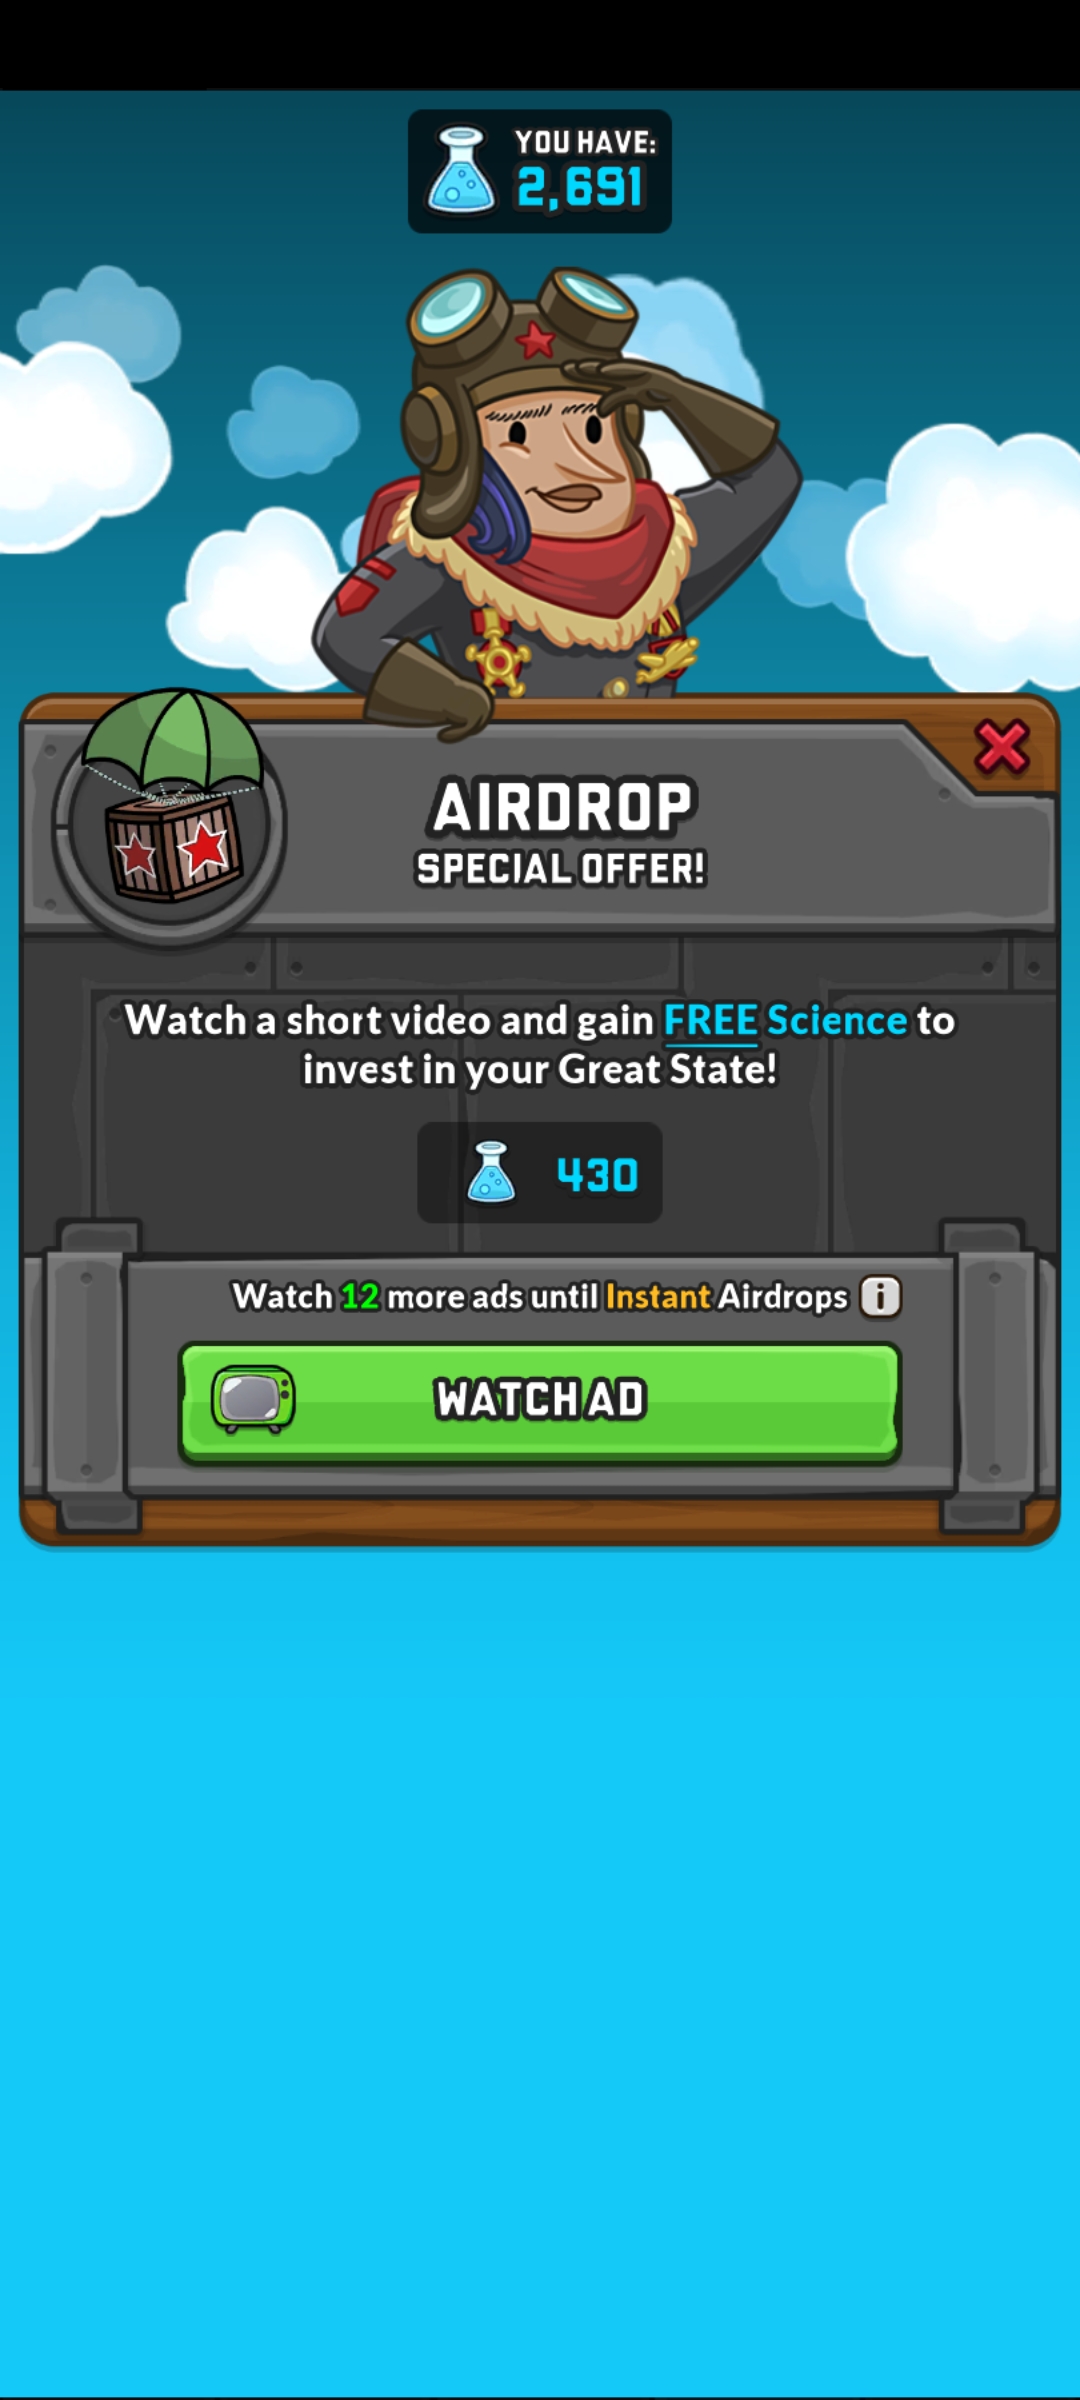 YOU HAVE:
2,691
AIRDROP
SPECIAL OFFER!
Watch a short video and gain FREE Science to
invest in your Great State!
430
Watch 12 more ads until Instant Airdrops i
WATCH AD